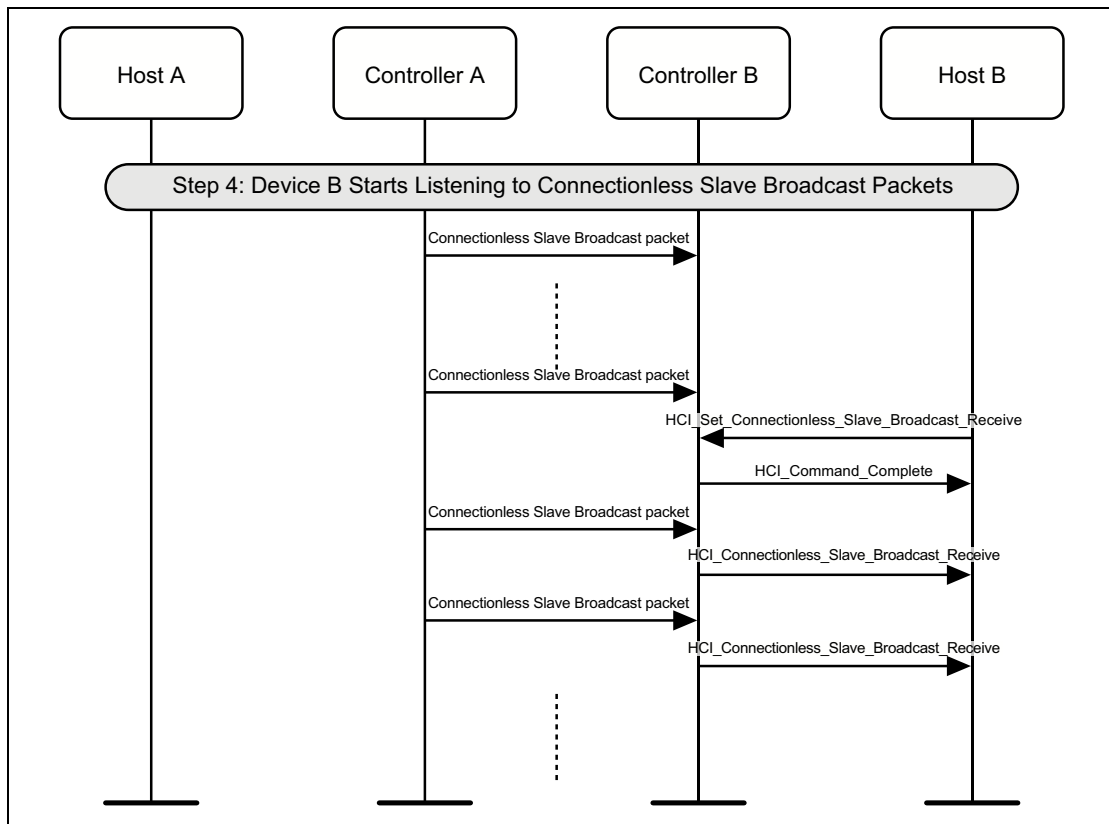 Host A
Controller A
Controller B
Host B
Step 4: Device B Starts Listening to Connectionless Slave Broadcast Packets
Connectionless Slave Broadcast packet
Connectionless Slave Broadcast packet
HCI_Set_Connectionless_Slave_Broadcast_Receive
HCI_Command_Complete
Connectionless Slave Broadcast packet
HCI_Connectionless_Slave_Broadcast_Receive
Connectionless Slave Broadcast packet
HCI_Connectionless_Slave_Broadcast_Receive